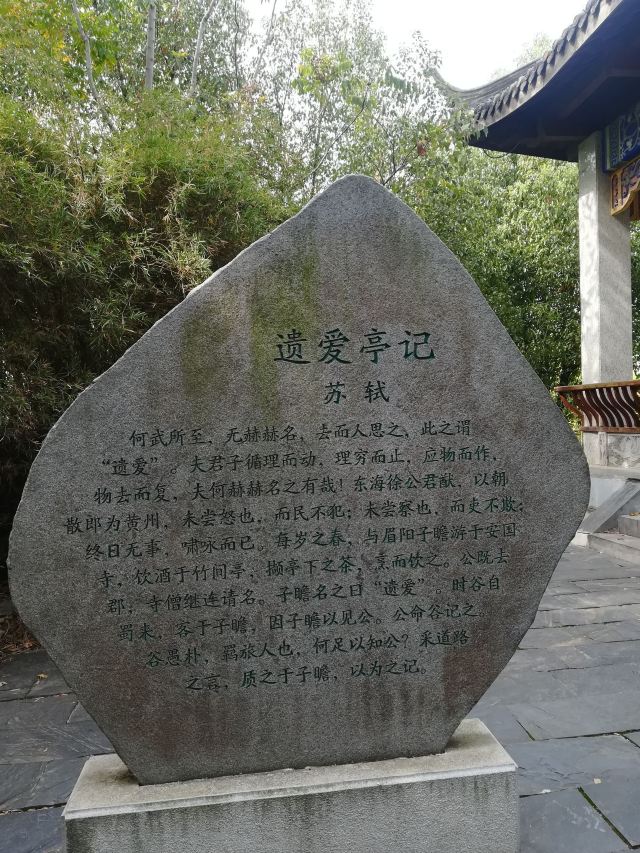 遗爱亭记
苏轼
何武所至，无赫赫名，去而人思之，此之谓
“遗爱”。夫君子循理而动，理穷而止，应物而作，
物去而复，夫何赫赫名之有哉！东海徐公君猷，以朝
散郎为黄州，未尝怒也，而民不犯；未尝察也，而吏不欺；
终日无事，啸咏而已。每岁之春，与眉阳子瞻游于安国
寺，饮酒于竹间亭，撷亭下之茶，烹而饮之。公既去
郡，寺僧继连请名。子瞻名之曰“遗爱”。时谷自
蜀来，客于子瞻，因子瞻以见公。公命谷记之。
谷愚朴，羁旅人也，何足以知公？采道路
之言，质之于子瞻，以为之记。